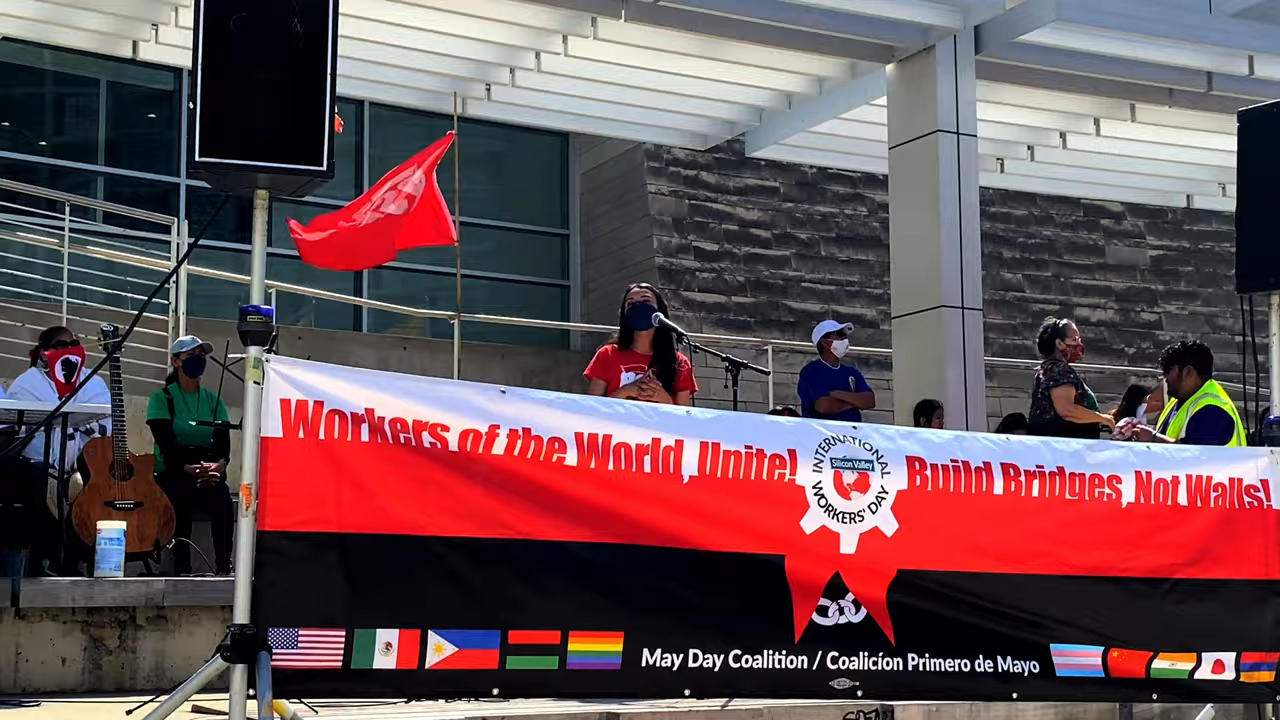 Workers of the World, Unite!
INTERNATIONAL
Silicon Valley
WORKERS' DAY
Build Bridges, Not Walls!
May Day Coalition / Coalicíon Primero de Mayo